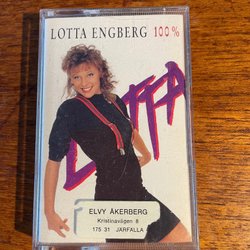 LOTTA ENGBERG 100%
LOTTA
ELVY ÅKERBERG
Kristinavägen 8
175 31 JÄRFÄLLA